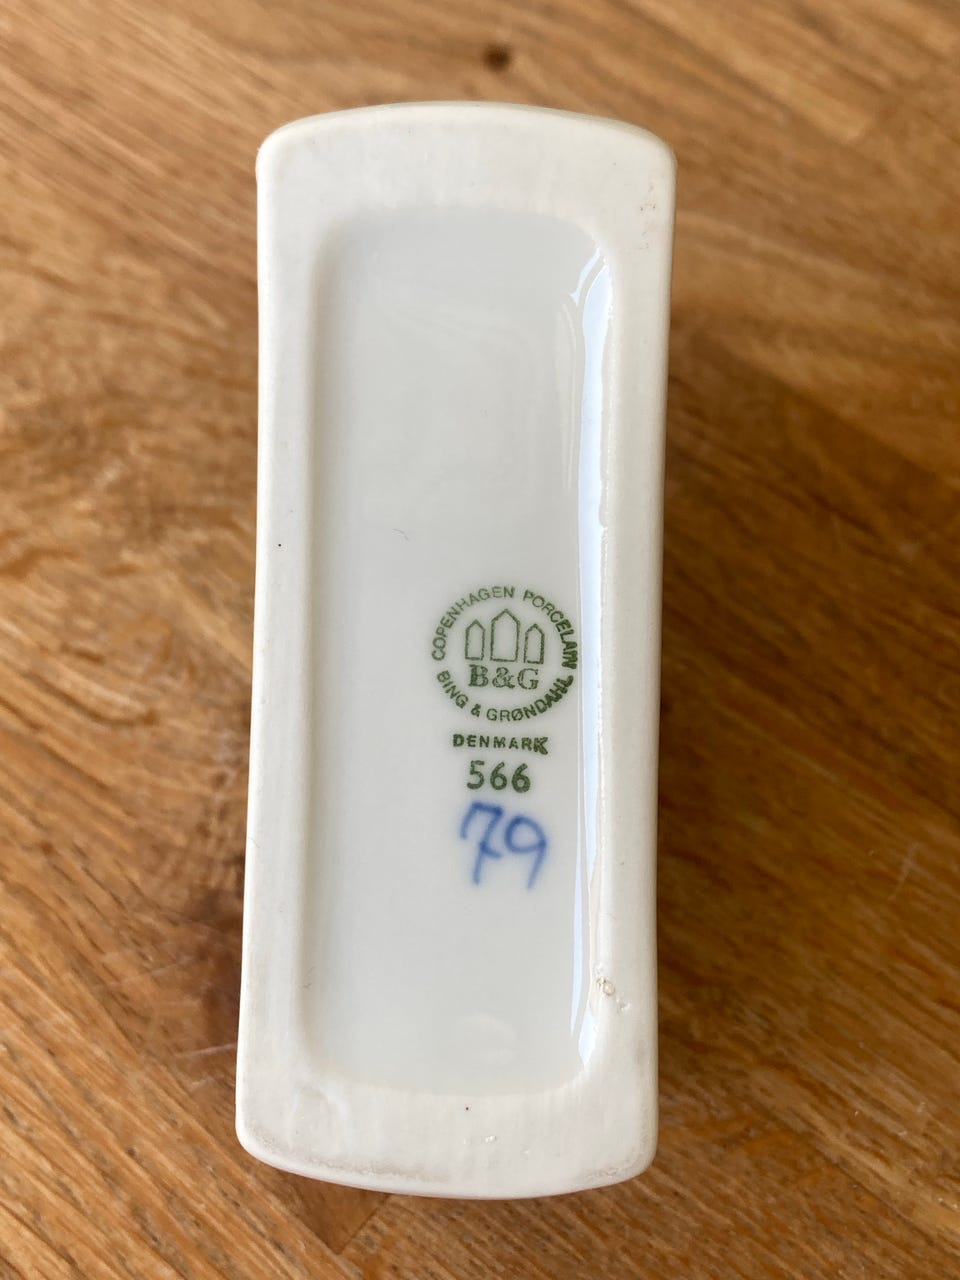 COPENHAGEN PORCELAIN
B&G
BING & GRØNDAHL
DENMARK
566
79